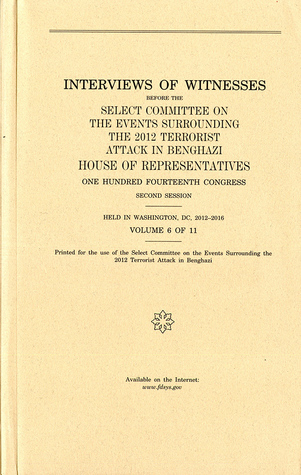 INTERVIEWS OF WITNESSES
BEFORE THE
SELECT COMMITTEE ON
THE EVENTS SURROUNDING
THE 2012 TERRORIST
ATTACK IN BENGHAZI
HOUSE OF REPRESENTATIVES
ONE HUNDRED FOURTEENTH CONGRESS
SECOND SESSION
HELD IN WASHINGTON, DC, 2012–2016
VOLUME 6 OF 11
Printed for the use of the Select Committee on the Events Surrounding the
2012 Terrorist Attack in Benghazi
Available on the Internet:
www.fdsys.gov